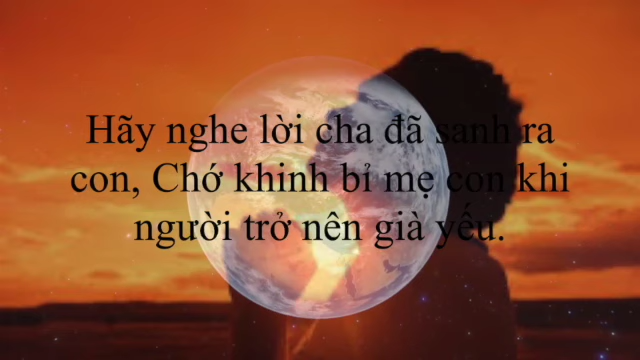 Hãy nghe lời cha đã sanh ra
con, Chớ khinh bỉ mẹ con khi
người trở nên già yếu.